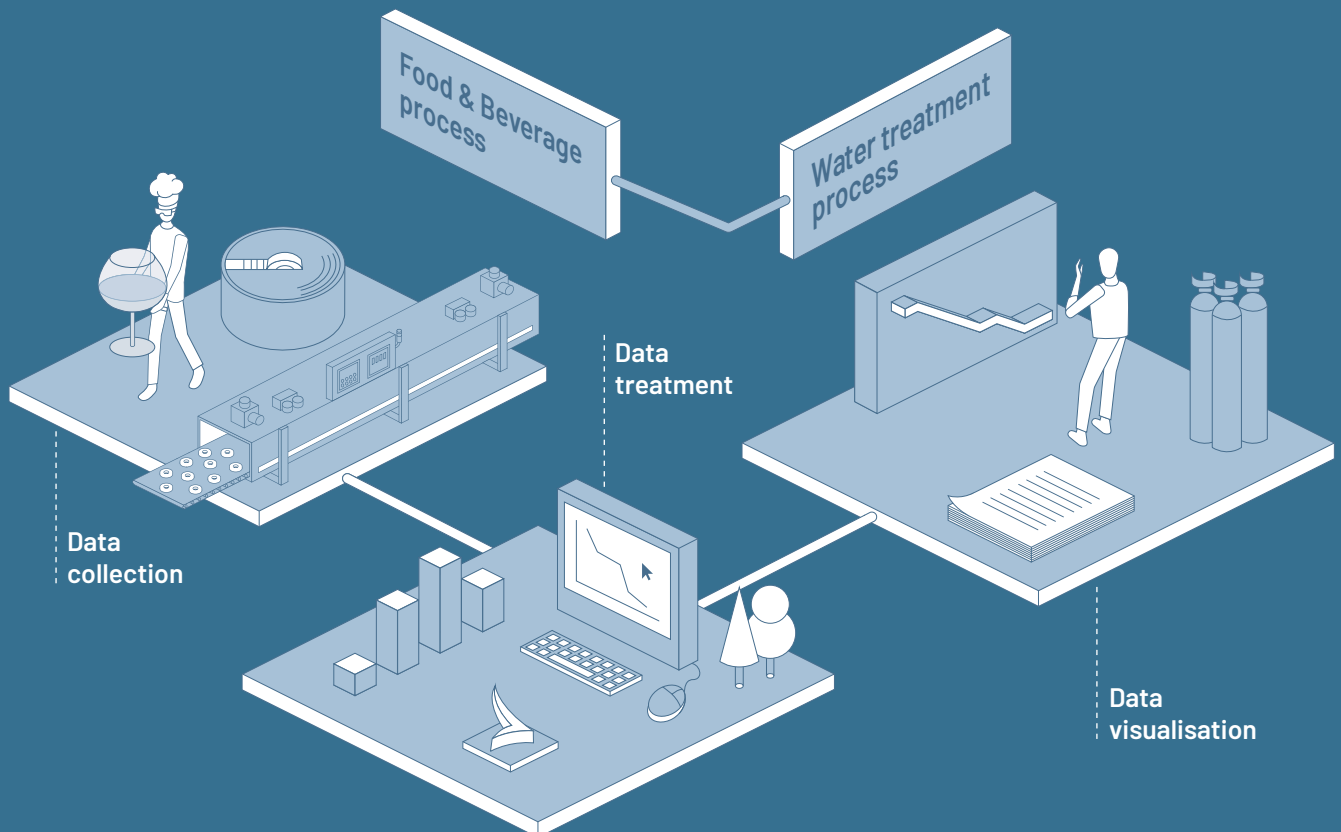 Food & Beverage
process
Water treatment
process
Data
treatment
Data
collection
Data
visualisation